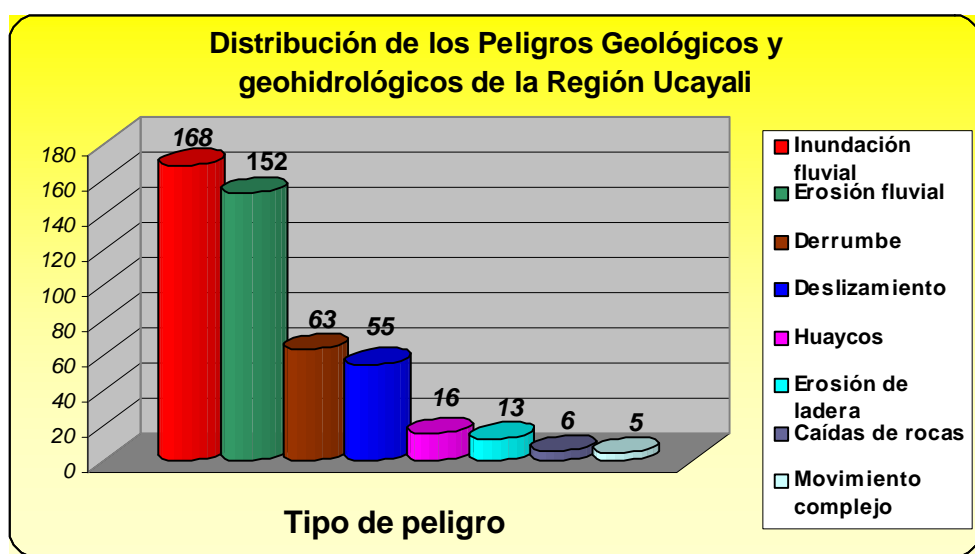 Distribución de los Peligros Geológicos y
geohidrológicos de la Región Ucayali
180
160
140
120
100
80
60
40
20
0
168
152
63
55
16
13
6
5
Tipo de peligro
Inundación
fluvial
Erosión fluvial
Derrumbe
Deslizamiento
Huaycos
Erosión de
ladera
Caídas de rocas
Movimiento
complejo